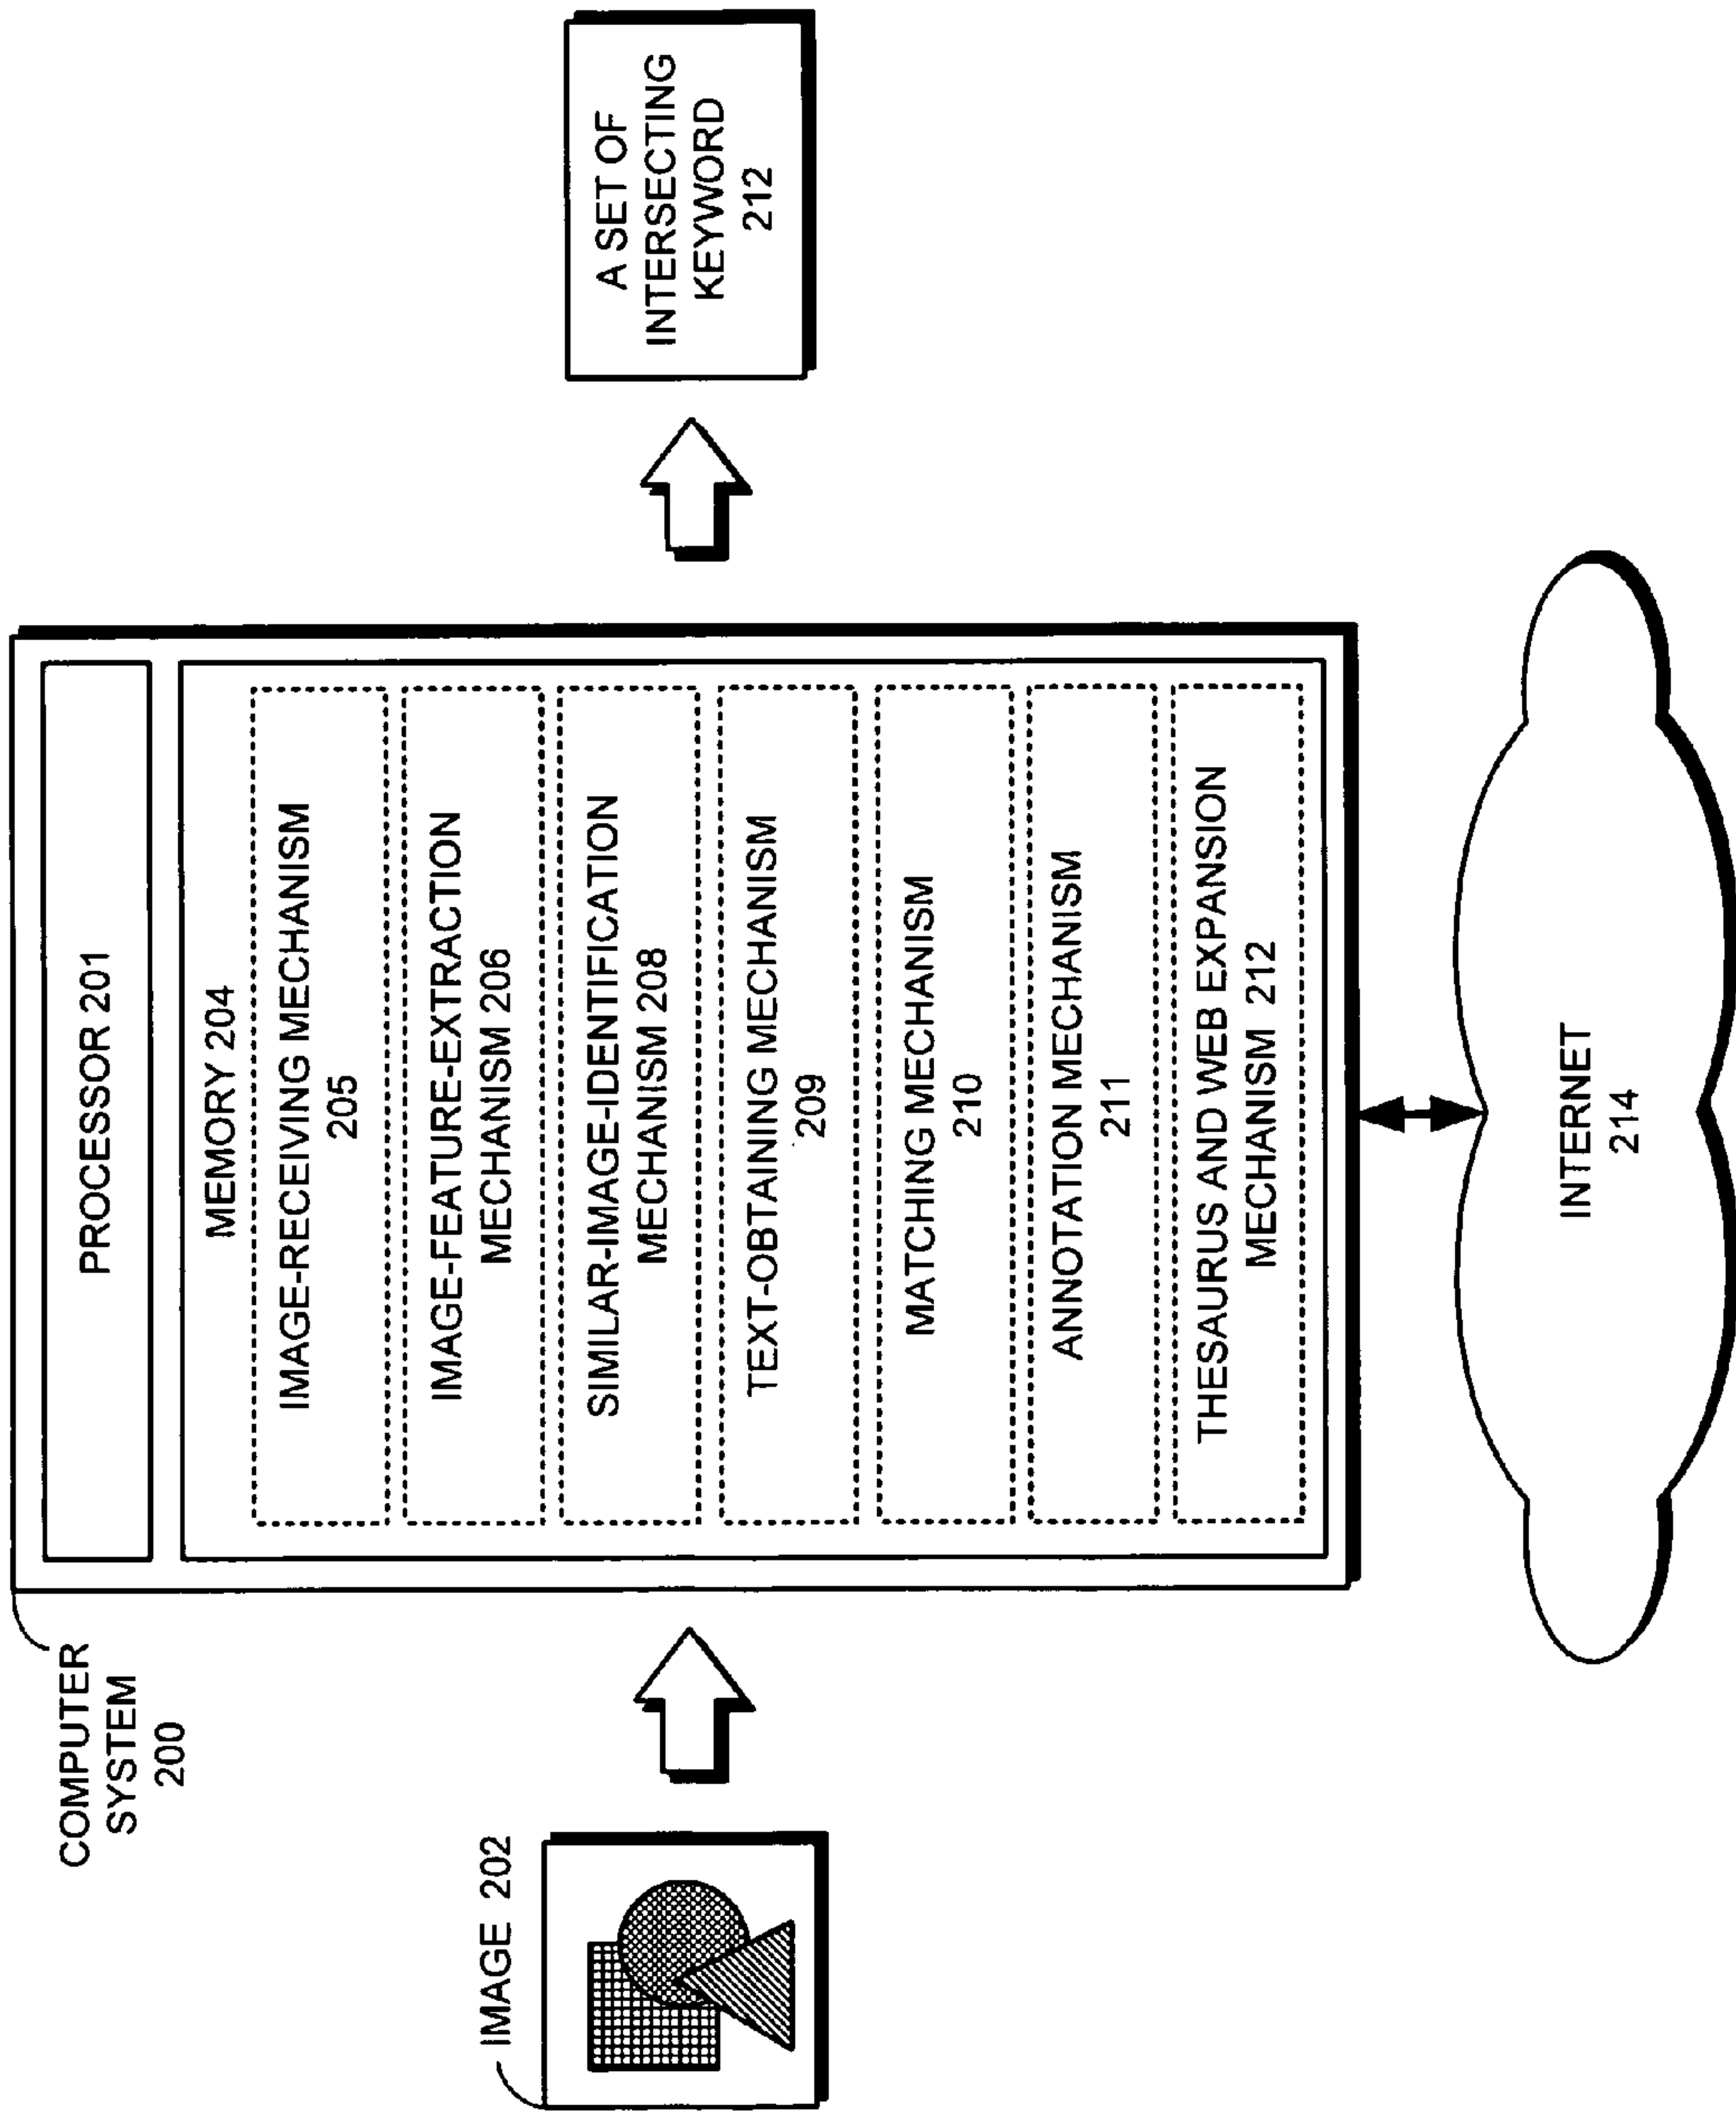 COMPUTER
SYSTEM
200
IMAGE 202
PROCESSOR 201
MEMORY 204
IMAGE-RECEIVING MECHANISM
205
IMAGE-FEATURE-EXTRACTION
MECHANISM 206
SIMILAR-IMAGE-IDENTIFICATION
MECHANISM 208
TEXT-OBTAINING MECHANISM
209
MATCHING MECHANISM
210
ANNOTATION MECHANISM
211
THESAURUS AND WEB EXPANSION
MECHANISM 212
A SET OF
INTERSECTING
KEYWORD
212
INTERNET
214